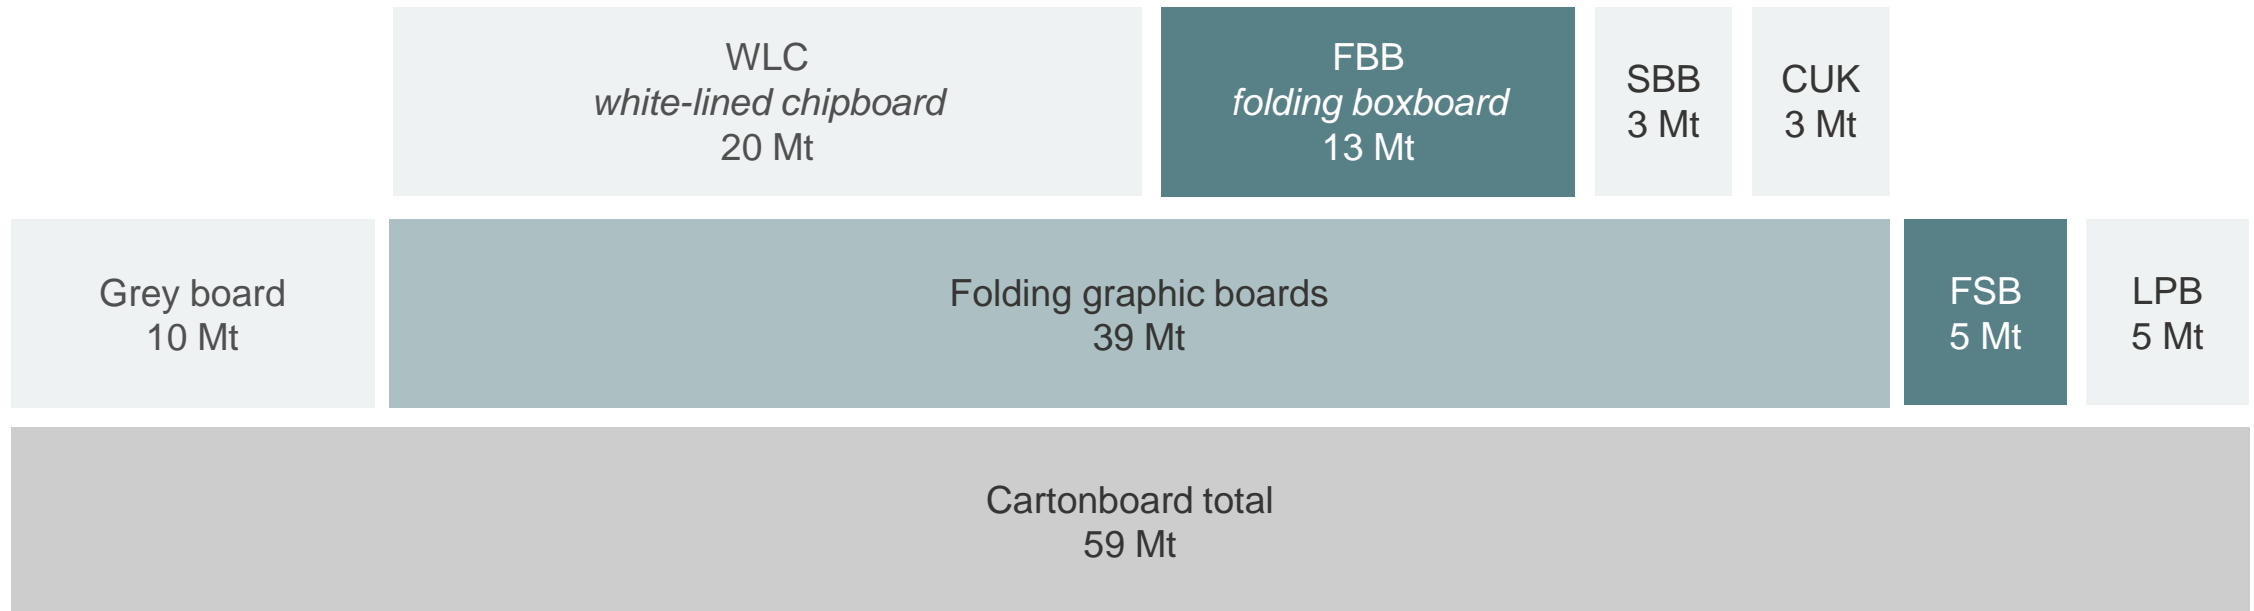 WLC
white-lined chipboard
20 Mt
FBB
folding boxboard
13 Mt
SBB
3 Mt
CUK
3 Mt
Grey board
10 Mt
Folding graphic boards
39 Mt
FSB
5 Mt
LPB
5 Mt
Cartonboard total
59 Mt